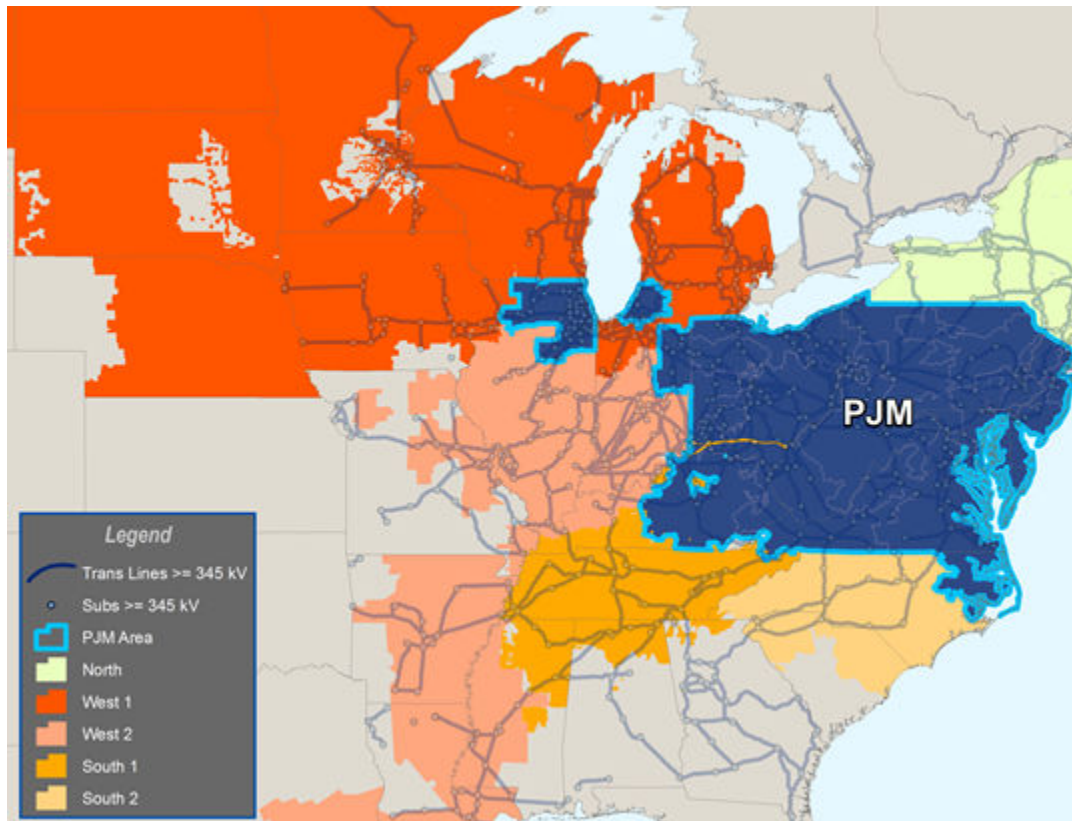 PJM
Legend
Trans Lines >= 345 kV
Subs >= 345 kV
PJM Area
North
West 1
West 2
South 1
South 2